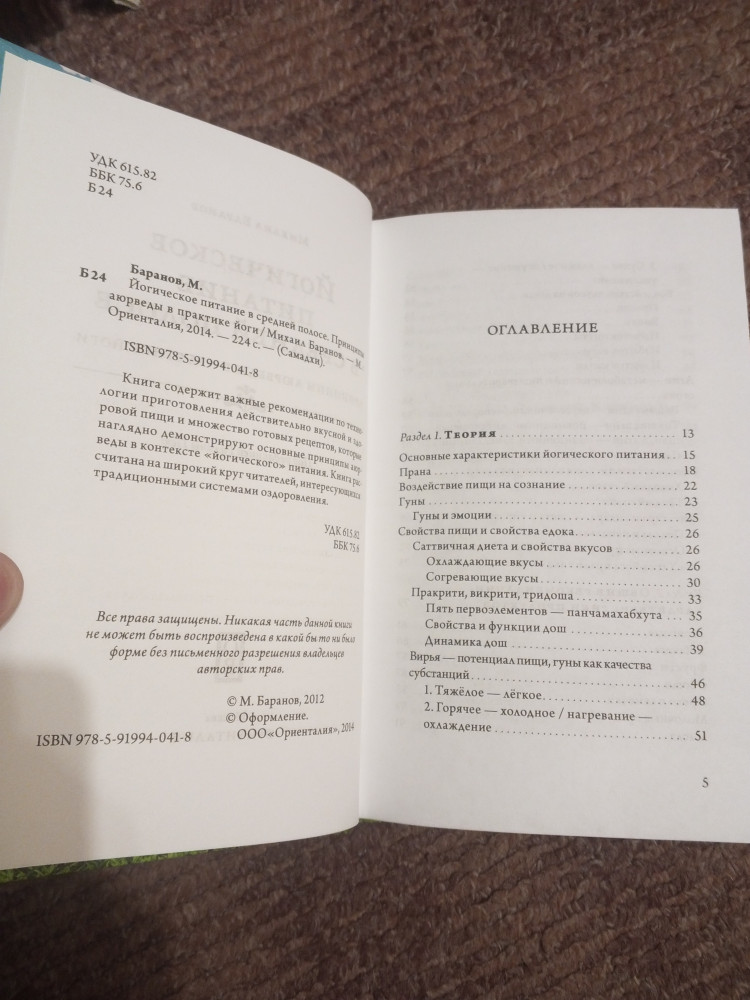 УДК 615.82
ББК 75.6
Б 24
Баранов, М.
Б 24 Йогическое питание в средней полосе. Принципы
аюрведы в практике йоги / Михаил Баранов. — М.
Ориенталия, 2014. — 224 с. — (Самадхи).
ISBN 978-5-91994-041-8
Книга содержит важные рекомендации по техно-
логии приготовления действительно вкусной и здо-
ровой пищи и множество готовых рецептов, которые
наглядно демонстрируют основные принципы аюр-
веды в контексте «йогического» питания. Книга рас-
считана на широкий круг читателей, интересующихся
традиционными системами оздоровления.
УДК 615.82
ББК 75.6
Все права защищены. Никакая часть данной книги
не может быть воспроизведена в какой бы то ни было
форме без письменного разрешения владельцев
авторских прав.
© М. Баранов, 2012
© Оформление.
ISBN 978-5-91994-041-8 ООО «Ориенталия», 2014
ОГЛАВЛЕНИЕ
Раздел 1. Теория 13
Основные характеристики йогического питания 15
Прана 18
Воздействие пищи на сознание 22
Гуны 23
Гуны и эмоции 25
Свойства пищи и свойства едока 26
Саттвичная диета и свойства вкусов 26
Охлаждающие вкусы 26
Согревающие вкусы 30
Пракрити, викрити, тридоша 33
Пять первоэлементов — панчамахабхута 35
Свойства и функции дош 36
Динамика дош 39
Вирья — потенциал пищи, гуны как качества
субстанций 46
1. Тяжёлое — лёгкое 48
2. Горячее — холодное / нагревание —
охлаждение 51
5